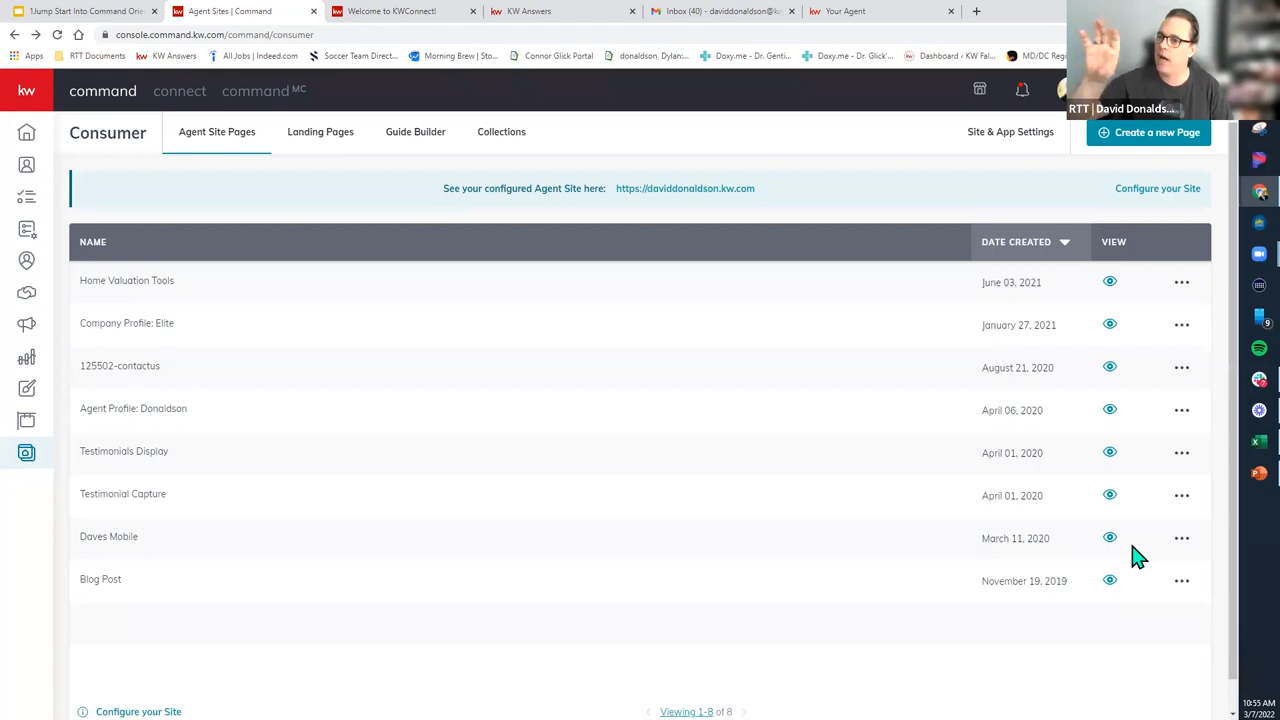 1Jump Start Into Command Orie
Agent Sites | Command
Welcome to KWConnect!
KW Answers
Inbox (40) - daviddonaldson@kw
Your Agent
console.command.kw.com/command/consumer
Apps
RTT Documents
KW Answers
All Jobs | Indeed.com
Soccer Team Direct...
Morning Brew | Sto...
Connor Glick Portal
donaldson, Dylan:...
Doxy.me - Dr. Genti...
Doxy.me - Dr. Glick'...
Dashboard ‹ KW Fal...
MD/DC Regi
RTT | David Donalds...
kw
command
connect
command MC
Consumer
Agent Site Pages
Landing Pages
Guide Builder
Collections
Site & App Settings
Create a new Page
See your configured Agent Site here: https://daviddonaldson.kw.com
Configure your Site
NAME
DATE CREATED
VIEW
Home Valuation Tools
June 03, 2021
Company Profile: Elite
January 27, 2021
125502-contactus
August 21, 2020
Agent Profile: Donaldson
April 06, 2020
Testimonials Display
April 01, 2020
Testimonial Capture
April 01, 2020
Daves Mobile
March 11, 2020
Blog Post
November 19, 2019
Configure your Site
Viewing 1-8 of 8
9
10:55 AM
3/7/2022